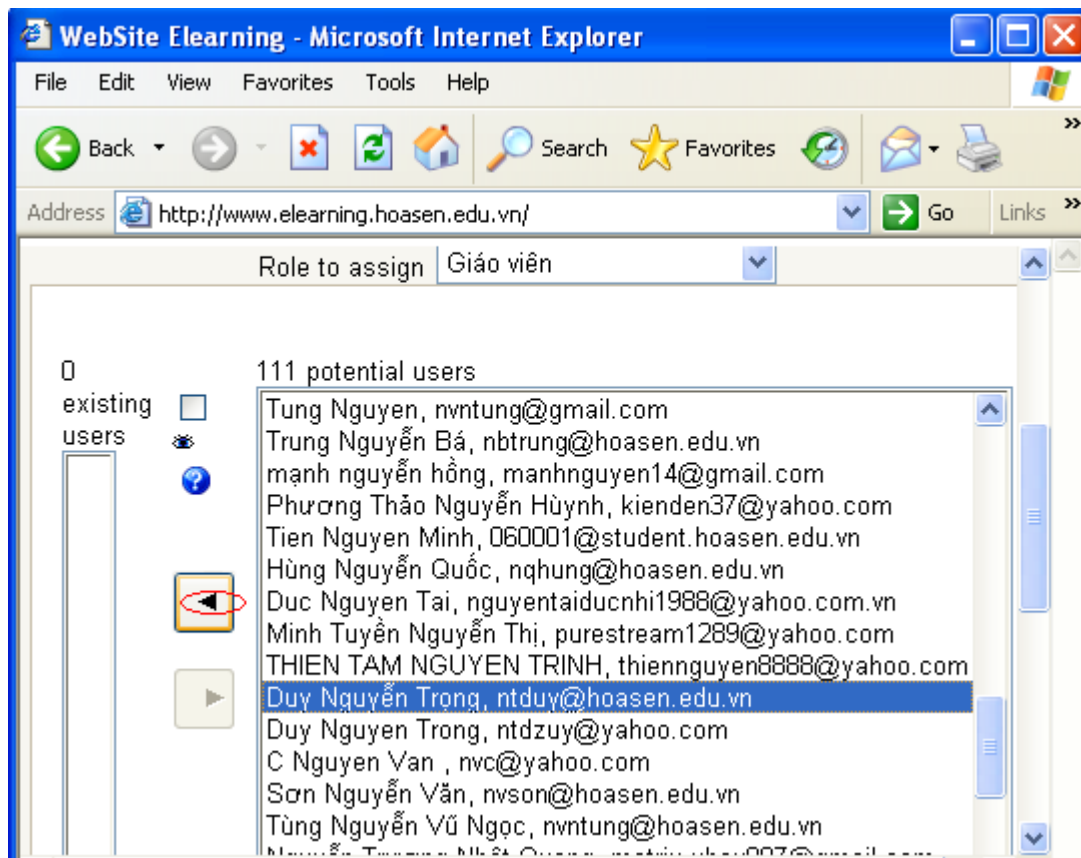 WebSite Elearning - Microsoft Internet Explorer
File Edit View Favorites Tools Help
Back Search Favorites »
Address http://www.elearning.hoasen.edu.vn/ Go Links »
Role to assign Giáo viên
0 existing users
111 potential users
Tung Nguyen, nvntung@gmail.com
Trung Nguyễn Bá, nbtrung@hoasen.edu.vn
mạnh nguyễn hồng, manhnguyen14@gmail.com
Phương Thảo Nguyễn Hùynh, kienden37@yahoo.com
Tien Nguyen Minh, 060001@student.hoasen.edu.vn
Hùng Nguyễn Quốc, nqhung@hoasen.edu.vn
Duc Nguyen Tai, nguyentaiducnhi1988@yahoo.com.vn
Minh Tuyền Nguyễn Thị, purestream1289@yahoo.com
THIEN TAM NGUYEN TRINH, thiennguyen8888@yahoo.com
Duy Nguyễn Trọng, ntduy@hoasen.edu.vn
Duy Nguyen Trong, ntdzuy@yahoo.com
C Nguyen Van , nvc@yahoo.com
Sơn Nguyễn Văn, nvson@hoasen.edu.vn
Tùng Nguyễn Vũ Ngọc, nvntung@hoasen.edu.vn